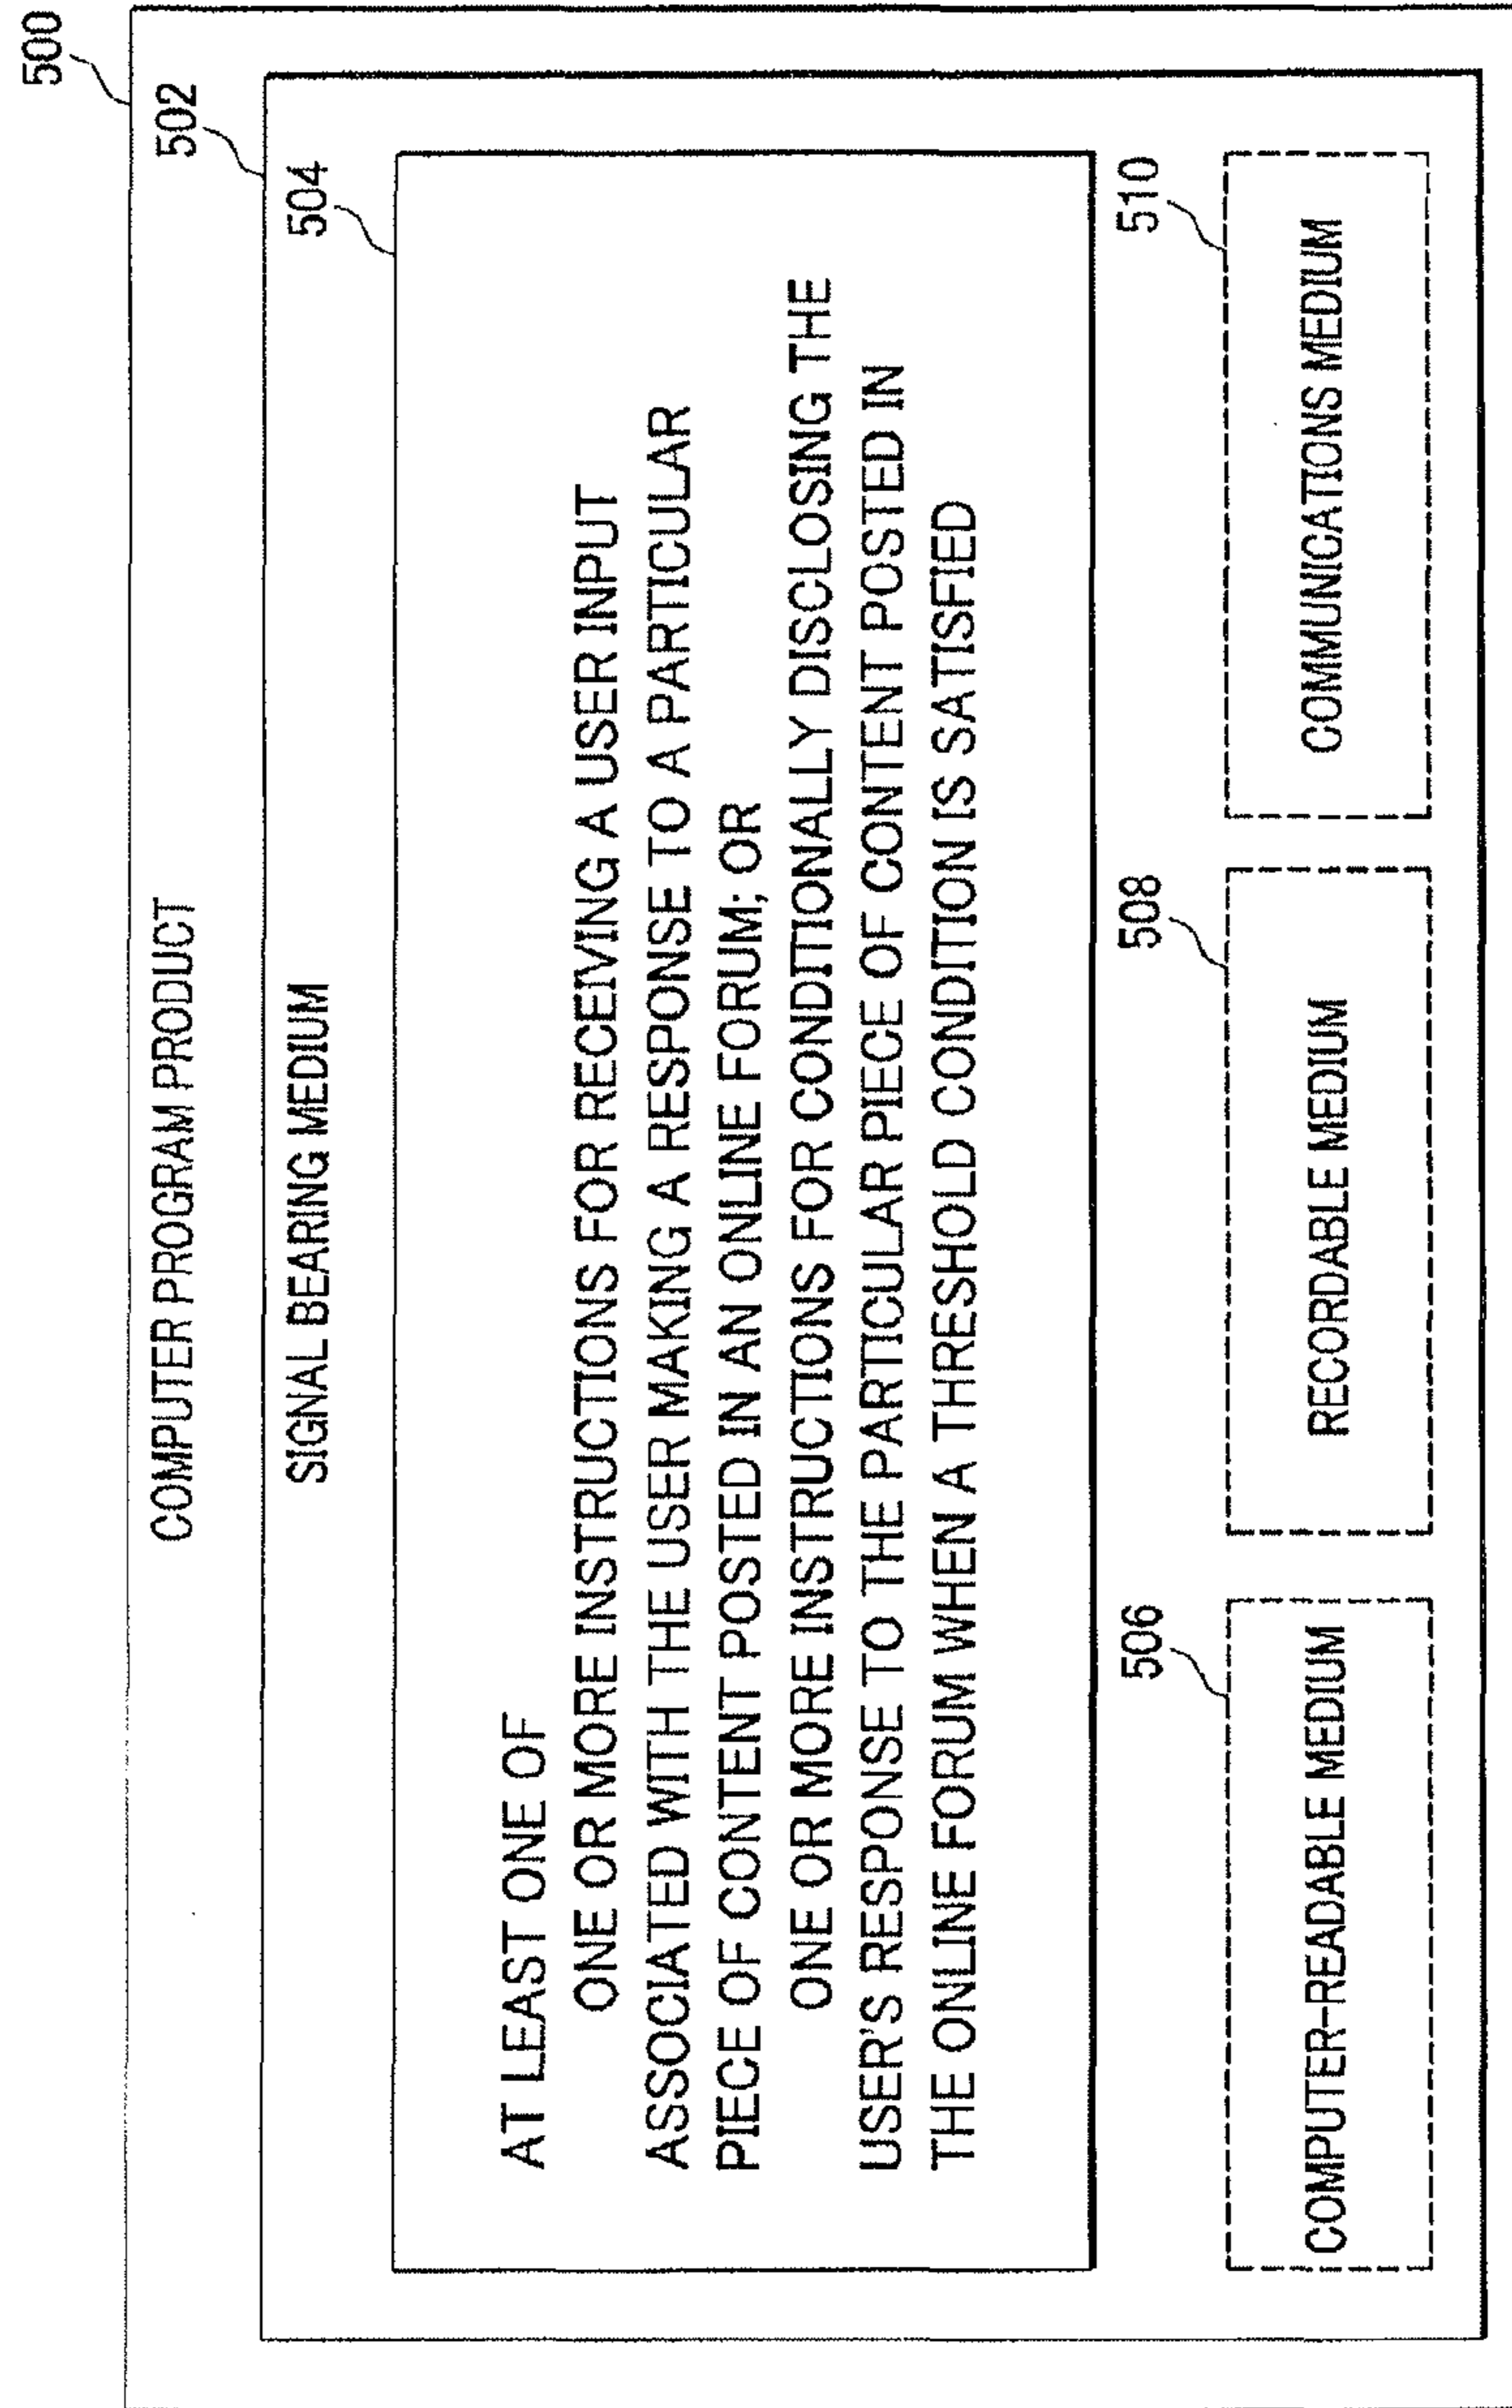 500
COMPUTER PROGRAM PRODUCT
502
SIGNAL BEARING MEDIUM
504
AT LEAST ONE OF
ONE OR MORE INSTRUCTIONS FOR RECEIVING A USER INPUT
ASSOCIATED WITH THE USER MAKING A RESPONSE TO A PARTICULAR
PIECE OF CONTENT POSTED IN AN ONLINE FORUM; OR
ONE OR MORE INSTRUCTIONS FOR CONDITIONALLY DISCLOSING THE
USER'S RESPONSE TO THE PARTICULAR PIECE OF CONTENT POSTED IN
THE ONLINE FORUM WHEN A THRESHOLD CONDITION IS SATISFIED
506
COMPUTER-READABLE MEDIUM
508
RECORDABLE MEDIUM
510
COMMUNICATIONS MEDIUM